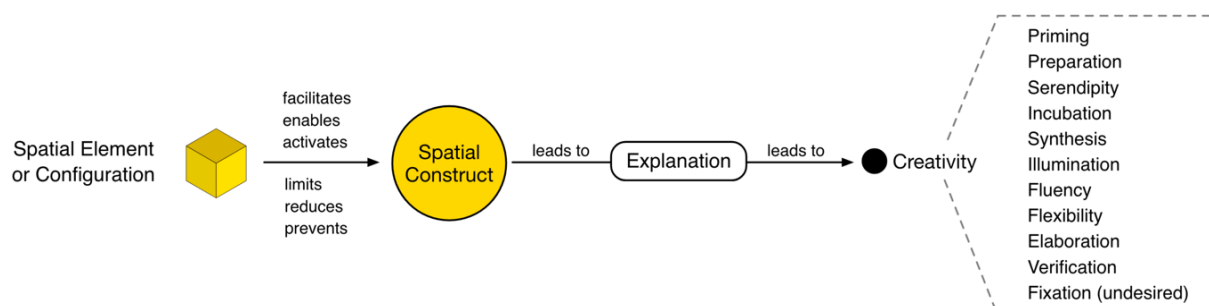 Spatial Element
or Configuration
facilitates
enables
activates
limits
reduces
prevents
Spatial
Construct
leads to
Explanation
leads to
Creativity
Priming
Preparation
Serendipity
Incubation
Synthesis
Illumination
Fluency
Flexibility
Elaboration
Verification
Fixation (undesired)